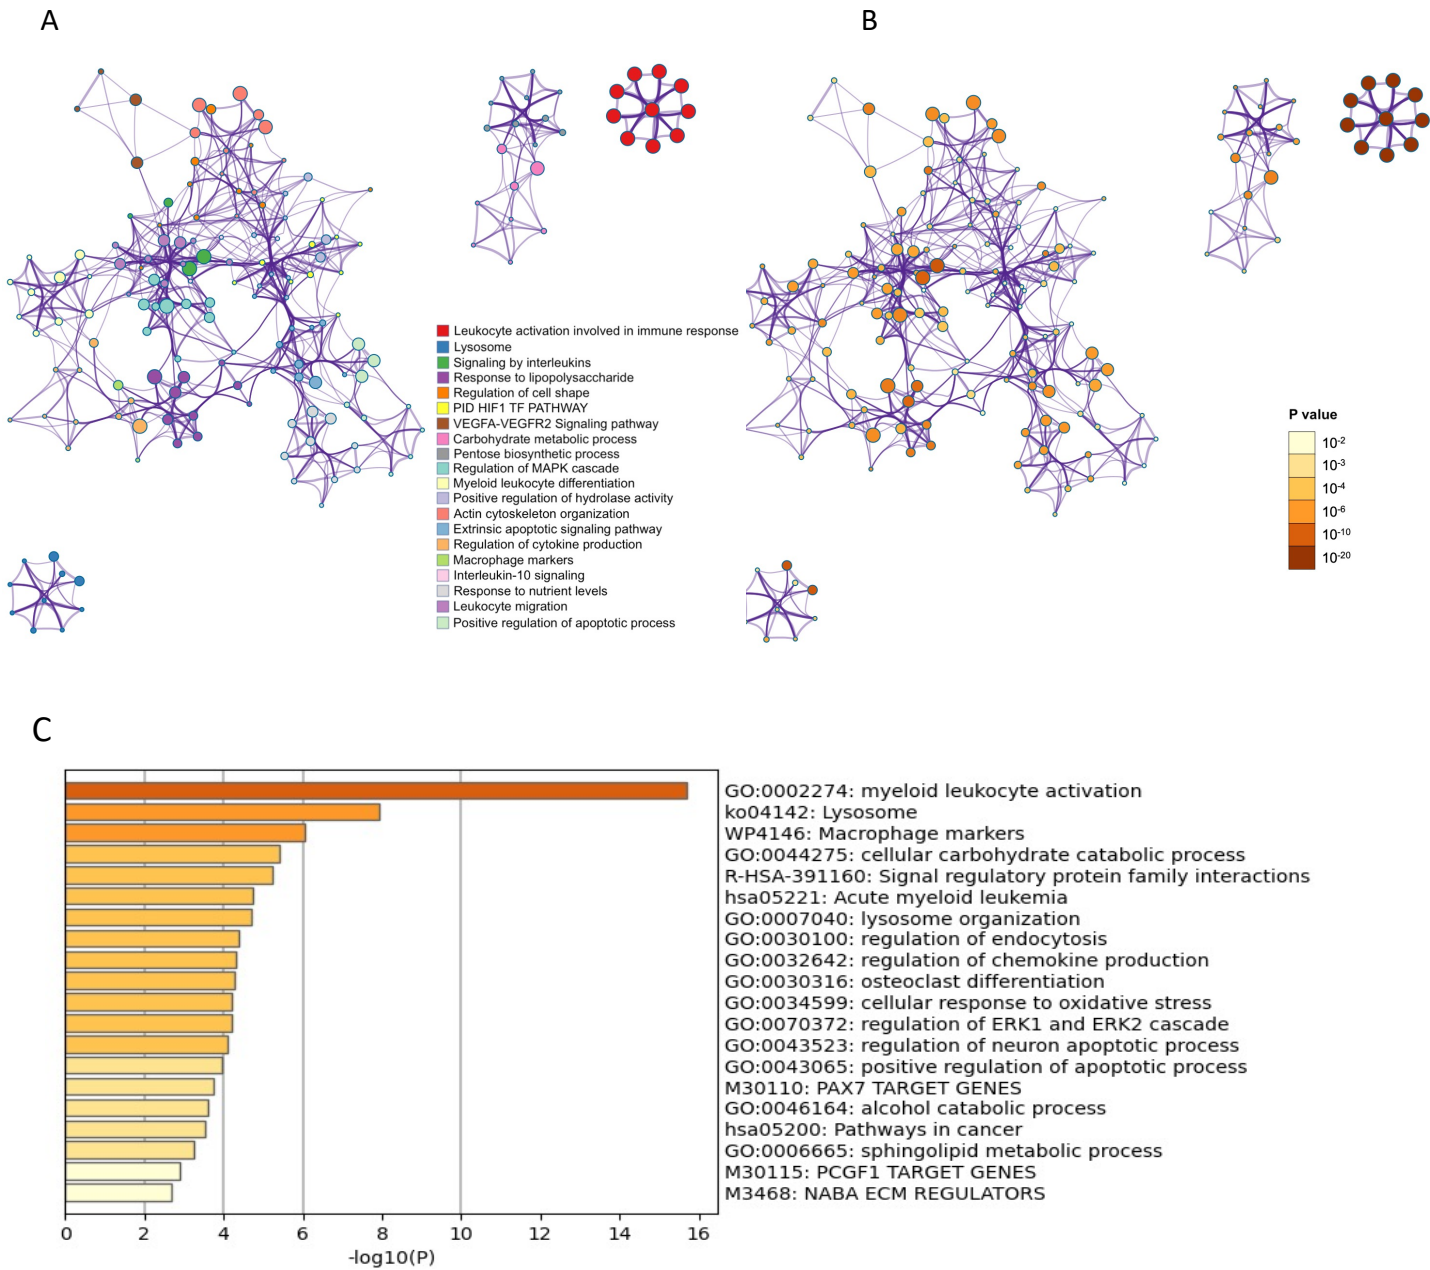 A
B
Leukocyte activation involved in immune response
Lysosome
Signaling by interleukins
Response to lipopolysaccharide
Regulation of cell shape
PID HIF1 TF PATHWAY
VEGFA-VEGFR2 Signaling pathway
Carbohydrate metabolic process
Pentose biosynthetic process
Regulation of MAPK cascade
Myeloid leukocyte differentiation
Positive regulation of hydrolase activity
Actin cytoskeleton organization
Extrinsic apoptotic signaling pathway
Regulation of cytokine production
Macrophage markers
Interleukin-10 signaling
Response to nutrient levels
Leukocyte migration
Positive regulation of apoptotic process
P value
10-2
10-3
10-4
10-6
10-10
10-20
C
GO:0002274: myeloid leukocyte activation
ko04142: Lysosome
WP4146: Macrophage markers
GO:0044275: cellular carbohydrate catabolic process
R-HSA-391160: Signal regulatory protein family interactions
hsa05221: Acute myeloid leukemia
GO:0007040: lysosome organization
GO:0030100: regulation of endocytosis
GO:0032642: regulation of chemokine production
GO:0030316: osteoclast differentiation
GO:0034599: cellular response to oxidative stress
GO:0070372: regulation of ERK1 and ERK2 cascade
GO:0043523: regulation of neuron apoptotic process
GO:0043065: positive regulation of apoptotic process
M30110: PAX7 TARGET GENES
GO:0046164: alcohol catabolic process
hsa05200: Pathways in cancer
GO:0006665: sphingolipid metabolic process
M30115: PCGF1 TARGET GENES
M3468: NABA ECM REGULATORS
0 2 4 6 8 10 12 14 16
-log10(P)